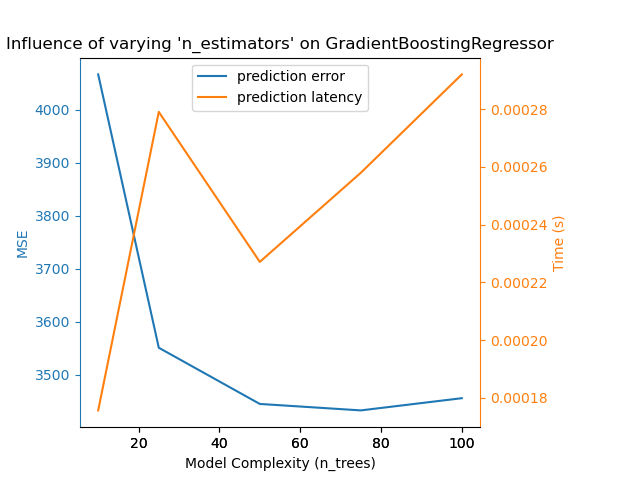 Influence of varying 'n_estimators' on GradientBoostingRegressor
prediction error
prediction latency
4000
3900
3800
3700
3600
3500
MSE
0.00028
0.00026
0.00024
0.00022
0.00020
0.00018
Time (s)
20
40
60
80
100
Model Complexity (n_trees)